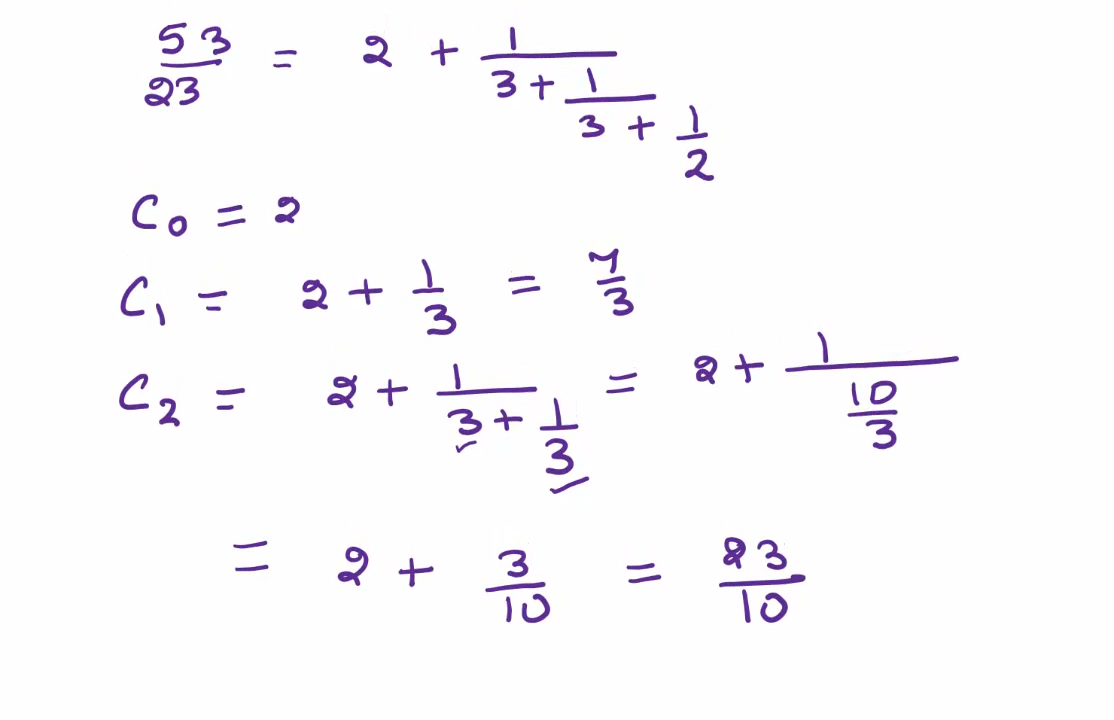 53/23 = 2 + 1/(3 + 1/(3 + 1/2))
C₀ = 2
C₁ = 2 + 1/3 = 7/3
C₂ = 2 + 1/(3 + 1/3) = 2 + 1/(10/3)
= 2 + 3/10 = 23/10